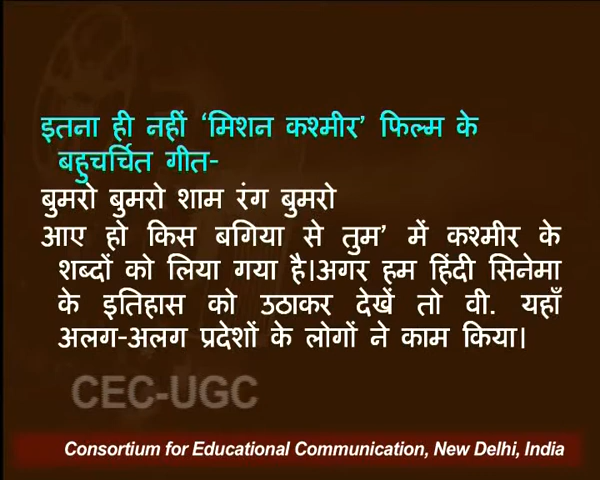 इतना ही नहीं ‘मिशन कश्मीर’ फिल्म के
बहुचर्चित गीत-
बुमरो बुमरो शाम रंग बुमरो
आए हो किस बगिया से तुम’ में कश्मीर के
शब्दों को लिया गया है।अगर हम हिंदी सिनेमा
के इतिहास को उठाकर देखें तो वी. यहाँ
अलग-अलग प्रदेशों के लोगों ने काम किया।
CEC-UGC
Consortium for Educational Communication, New Delhi, India